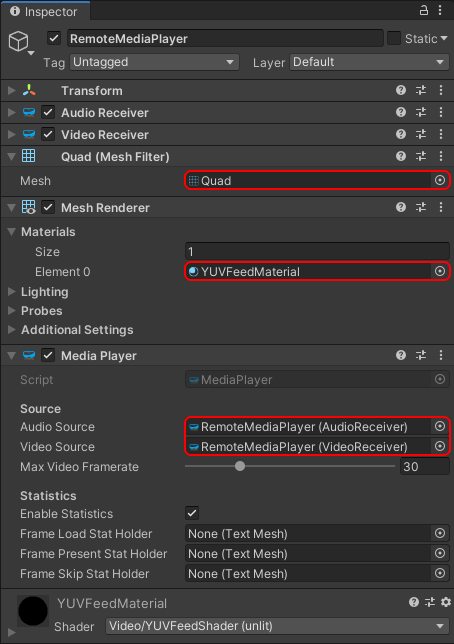 Inspector
RemoteMediaPlayer Static
Tag Untagged Layer Default
Transform
Audio Receiver
Video Receiver
Quad (Mesh Filter)
Mesh Quad
Mesh Renderer
Materials
Size 1
Element 0 YUVFeedMaterial
Lighting
Probes
Additional Settings
Media Player
Script MediaPlayer
Source
Audio Source RemoteMediaPlayer (AudioReceiver)
Video Source RemoteMediaPlayer (VideoReceiver)
Max Video Framerate 30
Statistics
Enable Statistics
Frame Load Stat Holder None (Text Mesh)
Frame Present Stat Holder None (Text Mesh)
Frame Skip Stat Holder None (Text Mesh)
YUVFeedMaterial
Shader Video/YUVFeedShader (unlit)